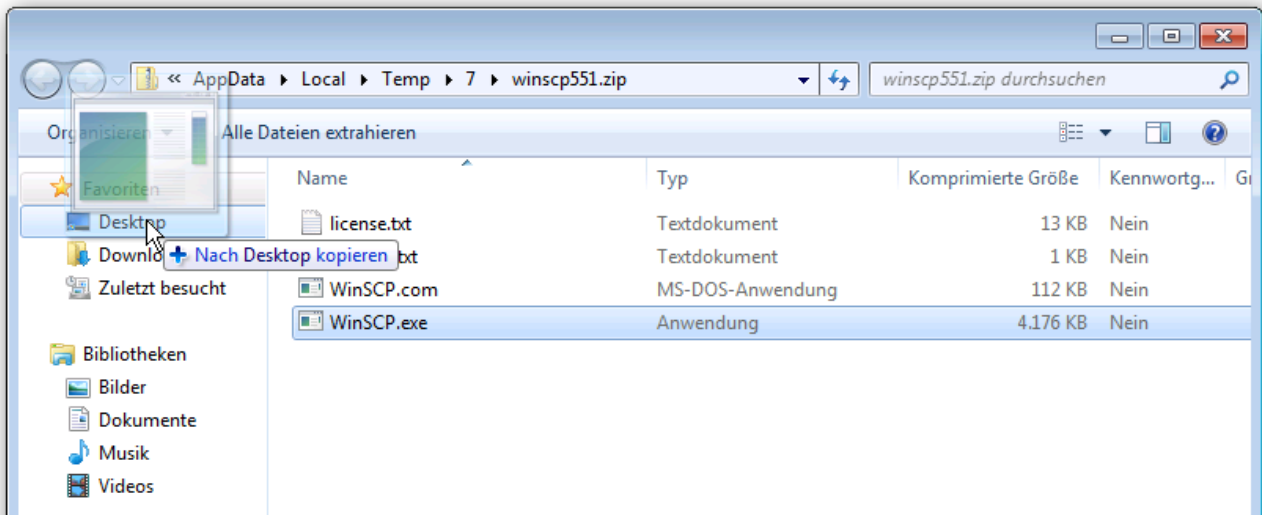 « AppData Local Temp 7 winscp551.zip winscp551.zip durchsuchen
Organisieren Alle Dateien extrahieren
Name Typ Komprimierte Größe Kennwortg...
Favoriten
Desktop license.txt Textdokument 13 KB Nein
Nach Desktop kopieren .txt Textdokument 1 KB Nein
Zuletzt besucht WinSCP.com MS-DOS-Anwendung 112 KB Nein
WinSCP.exe Anwendung 4.176 KB Nein
Bibliotheken
Bilder
Dokumente
Musik
Videos